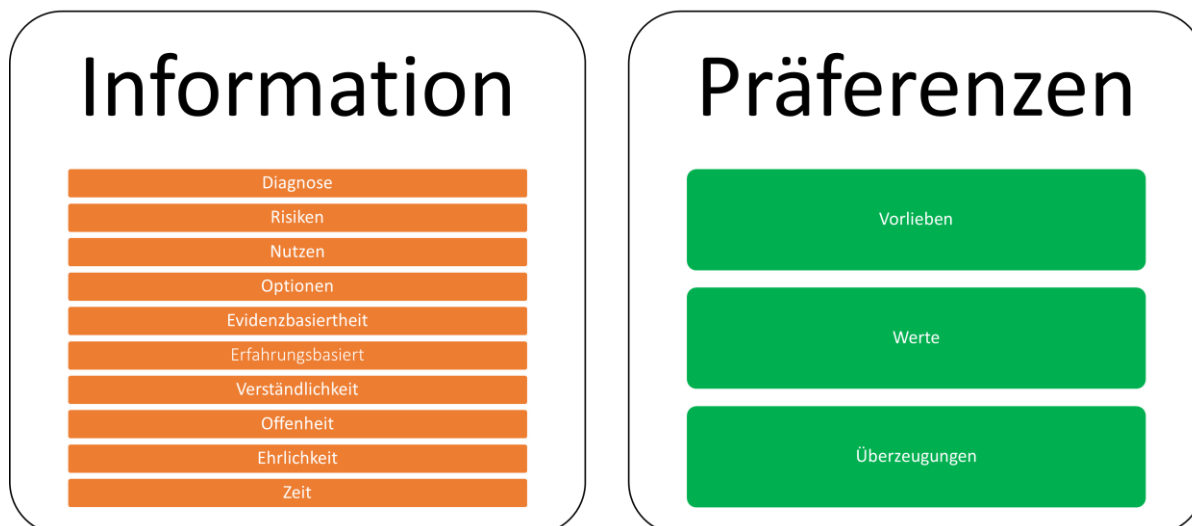 Information
Diagnose
Risiken
Nutzen
Optionen
Evidenzbasiertheit
Erfahrungsbasiert
Verständlichkeit
Offenheit
Ehrlichkeit
Zeit
Präferenzen
Vorlieben
Werte
Überzeugungen